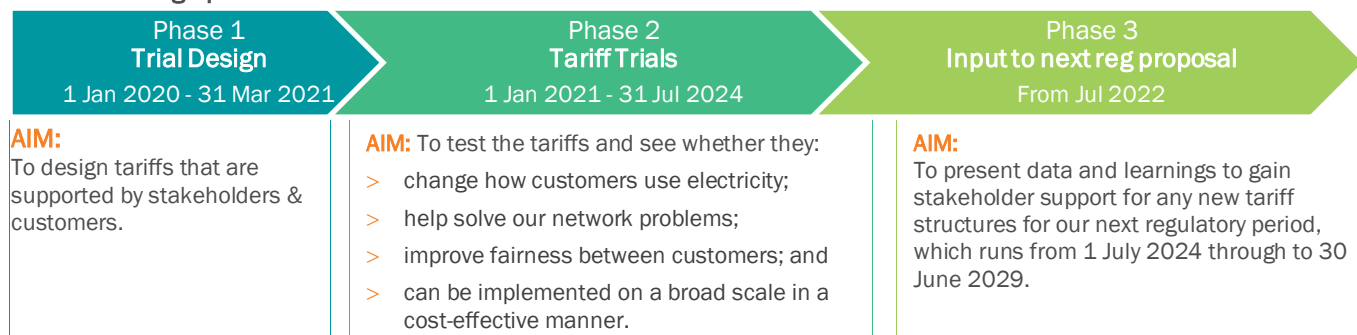 Phase 1
Trial Design
1 Jan 2020 - 31 Mar 2021
Phase 2
Tariff Trials
1 Jan 2021 - 31 Jul 2024
Phase 3
Input to next reg proposal
From Jul 2022
AIM:
To design tariffs that are
supported by stakeholders &
customers.
AIM: To test the tariffs and see whether they:
> change how customers use electricity;
> help solve our network problems;
> improve fairness between customers; and
> can be implemented on a broad scale in a
cost-effective manner.
AIM:
To present data and learnings to gain
stakeholder support for any new tariff
structures for our next regulatory period,
which runs from 1 July 2024 through to 30
June 2029.